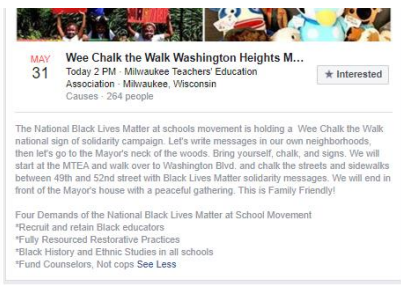 MAY
31
Wee Chalk the Walk Washington Heights M...
Today 2 PM · Milwaukee Teachers' Education
Association · Milwaukee, Wisconsin
Causes · 264 people
★ Interested
The National Black Lives Matter at schools movement is holding a Wee Chalk the Walk
national sign of solidarity campaign. Let's write messages in our own neighborhoods,
then let's go to the Mayor's neck of the woods. Bring yourself, chalk, and signs. We will
start at the MTEA and walk over to Washington Blvd. and chalk the streets and sidewalks
between 49th and 52nd street with Black Lives Matter solidarity messages. We will end in
front of the Mayor's house with a peaceful gathering. This is Family Friendly!
Four Demands of the National Black Lives Matter at School Movement
*Recruit and retain Black educators
*Fully Resourced Restorative Practices
*Black History and Ethnic Studies in all schools
*Fund Counselors, Not cops See Less